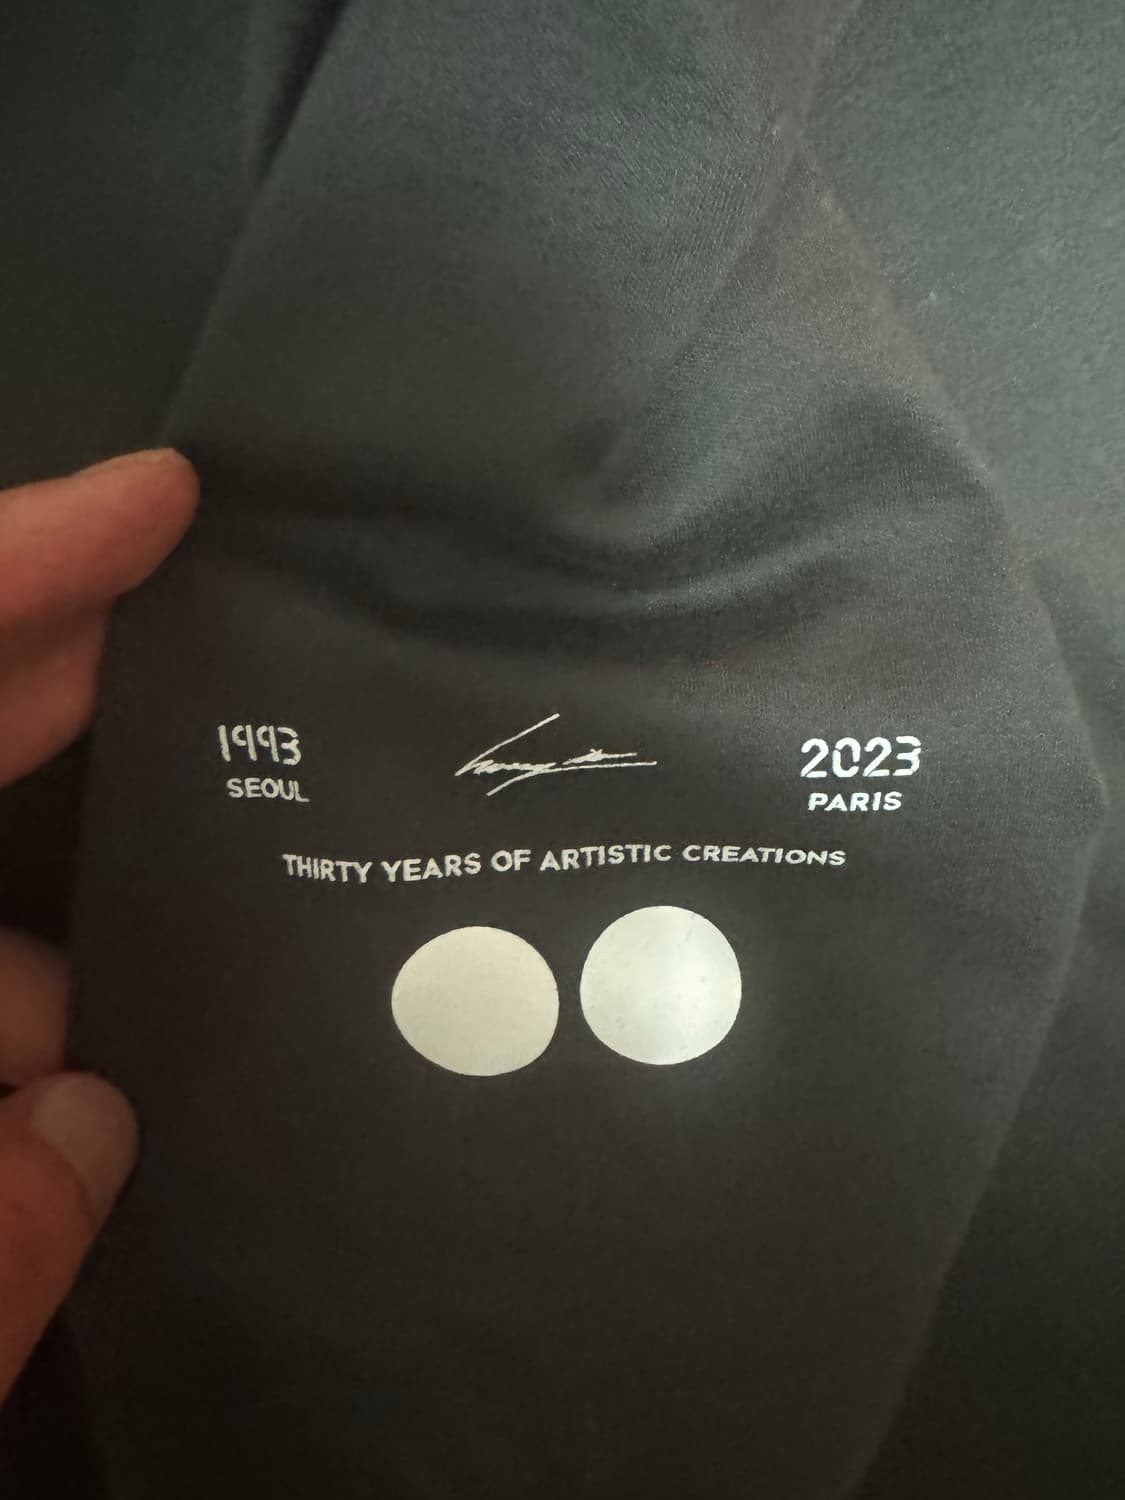 1993
SEOUL
2023
PARIS
THIRTY YEARS OF ARTISTIC CREATIONS